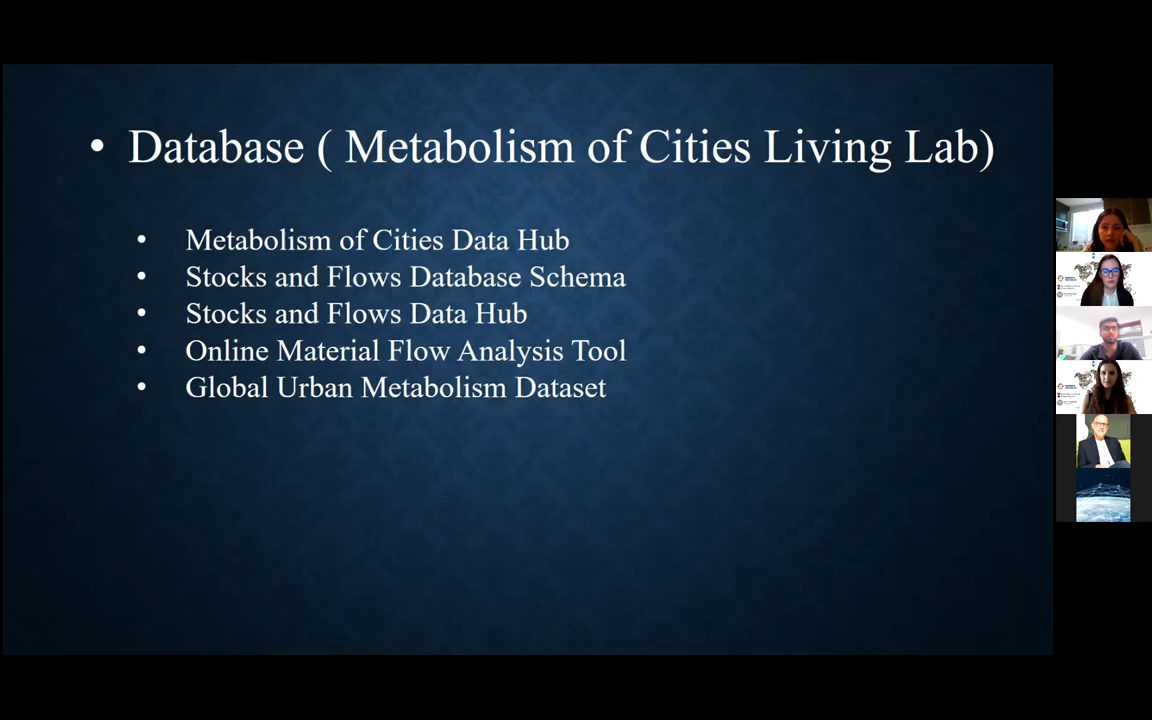 • Database ( Metabolism of Cities Living Lab)
• Metabolism of Cities Data Hub
• Stocks and Flows Database Schema
• Stocks and Flows Data Hub
• Online Material Flow Analysis Tool
• Global Urban Metabolism Dataset